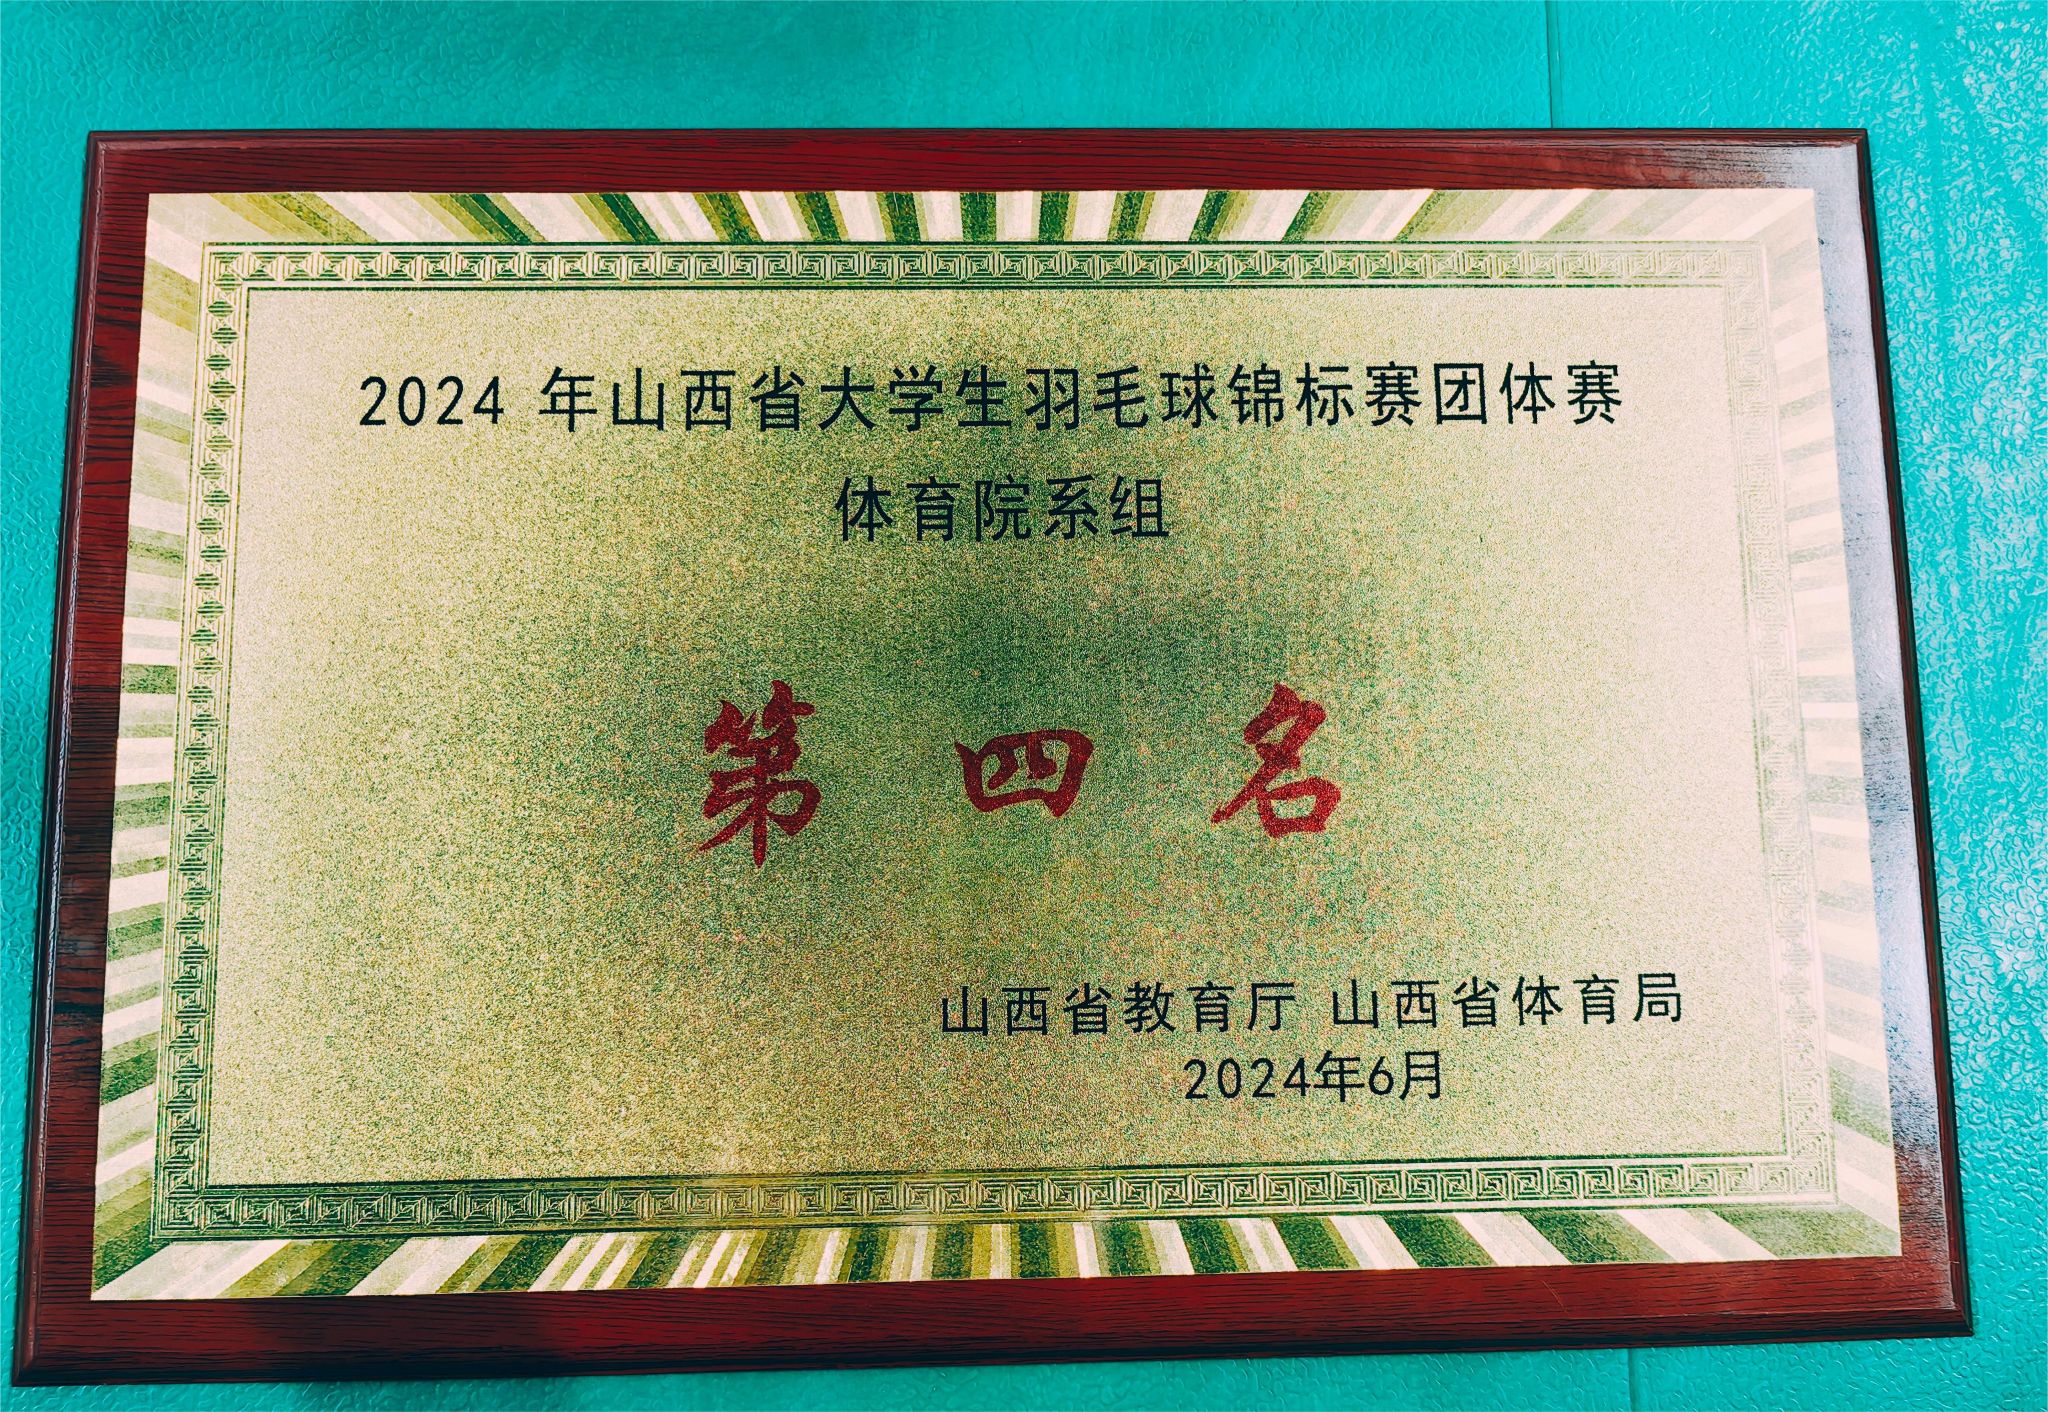 2024 年山西省大学生羽毛球锦标赛团体赛
体育院系组
第四名
山西省教育厅 山西省体育局
2024年6月